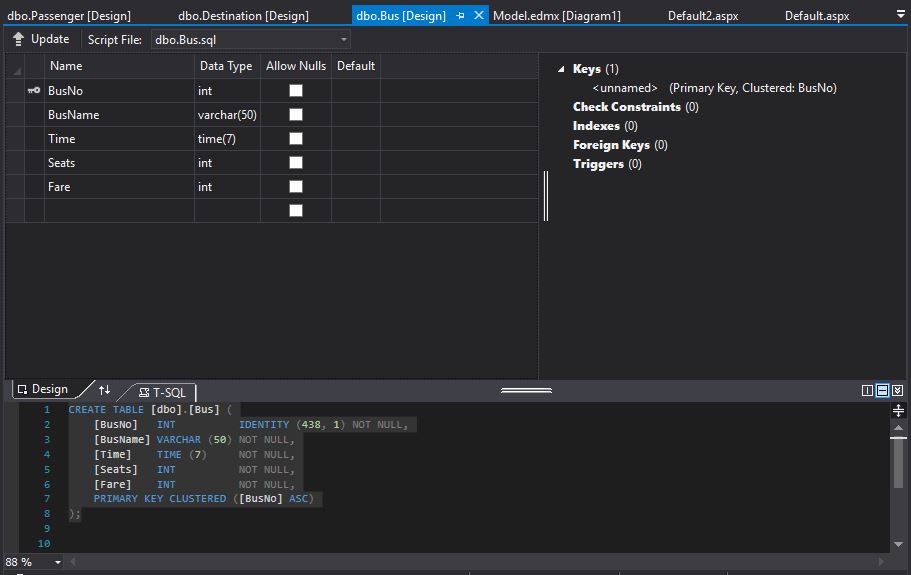 dbo.Passenger [Design] dbo.Destination [Design] dbo.Bus [Design] Model.edmx [Diagram1] Default2.aspx Default.aspx
Update Script File: dbo.Bus.sql
Name Data Type Allow Nulls Default
BusNo int
BusName varchar(50)
Time time(7)
Seats int
Fare int
Keys (1)
<unnamed> (Primary Key, Clustered: BusNo)
Check Constraints (0)
Indexes (0)
Foreign Keys (0)
Triggers (0)
Design T-SQL
1 CREATE TABLE [dbo].[Bus] (
2 [BusNo] INT IDENTITY (438, 1) NOT NULL,
3 [BusName] VARCHAR (50) NOT NULL,
4 [Time] TIME (7) NOT NULL,
5 [Seats] INT NOT NULL,
6 [Fare] INT NOT NULL,
7 PRIMARY KEY CLUSTERED ([BusNo] ASC)
8 );
9
10
88 %